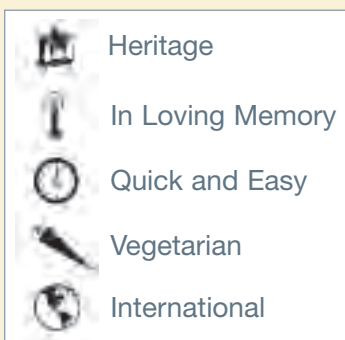 Heritage
In Loving Memory
Quick and Easy
Vegetarian
International